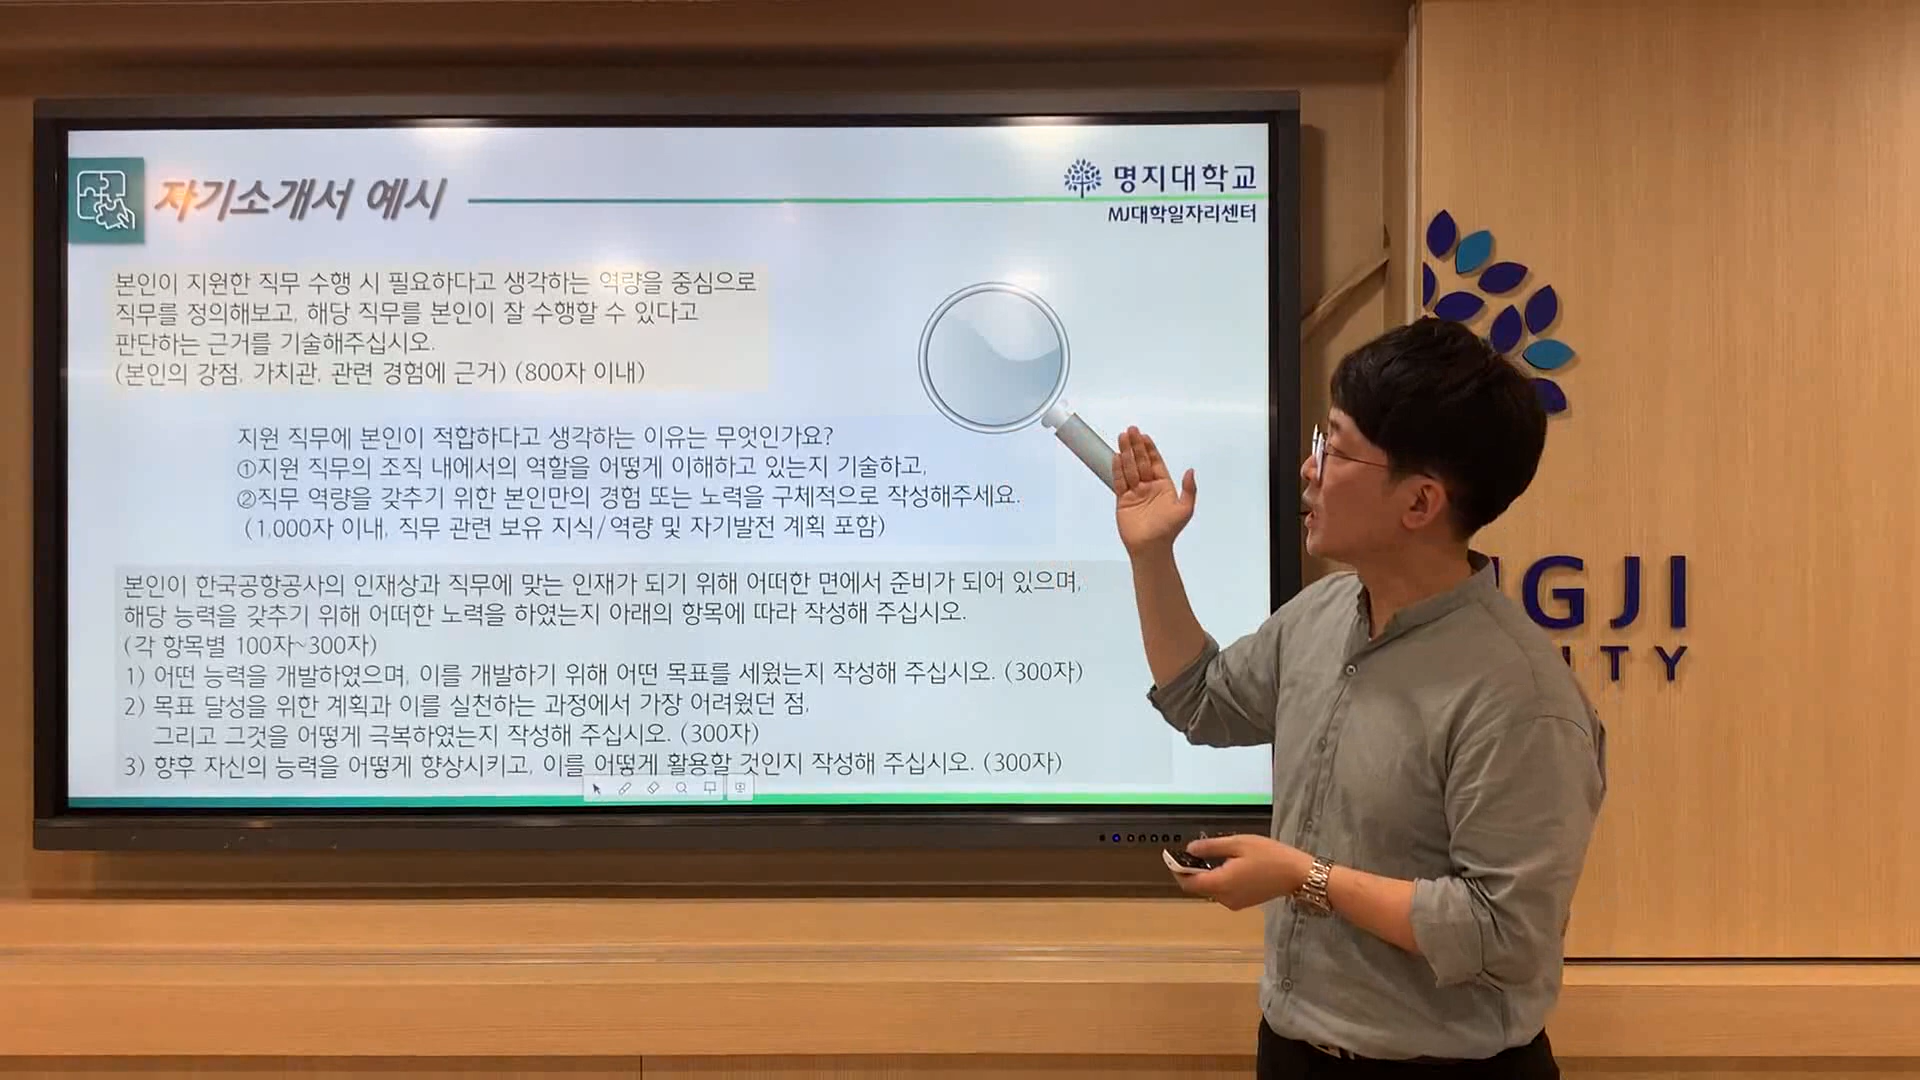 자기소개서 예시
명지대학교
MJ대학일자리센터
본인이 지원한 직무 수행 시 필요하다고 생각하는 역량을 중심으로
직무를 정의해보고, 해당 직무를 본인이 잘 수행할 수 있다고
판단하는 근거를 기술해주십시오.
(본인의 강점, 가치관, 관련 경험에 근거) (800자 이내)
지원 직무에 본인이 적합하다고 생각하는 이유는 무엇인가요?
①지원 직무의 조직 내에서의 역할을 어떻게 이해하고 있는지 기술하고,
②직무 역량을 갖추기 위한 본인만의 경험 또는 노력을 구체적으로 작성해주세요.
(1,000자 이내, 직무 관련 보유 지식/역량 및 자기발전 계획 포함)
본인이 한국공항공사의 인재상과 직무에 맞는 인재가 되기 위해 어떠한 면에서 준비가 되어 있으며,
해당 능력을 갖추기 위해 어떠한 노력을 하였는지 아래의 항목에 따라 작성해 주십시오.
(각 항목별 100자~300자)
1) 어떤 능력을 개발하였으며, 이를 개발하기 위해 어떤 목표를 세웠는지 작성해 주십시오. (300자)
2) 목표 달성을 위한 계획과 이를 실천하는 과정에서 가장 어려웠던 점,
그리고 그것을 어떻게 극복하였는지 작성해 주십시오. (300자)
3) 향후 자신의 능력을 어떻게 향상시키고, 이를 어떻게 활용할 것인지 작성해 주십시오. (300자)
NGJI
ITY